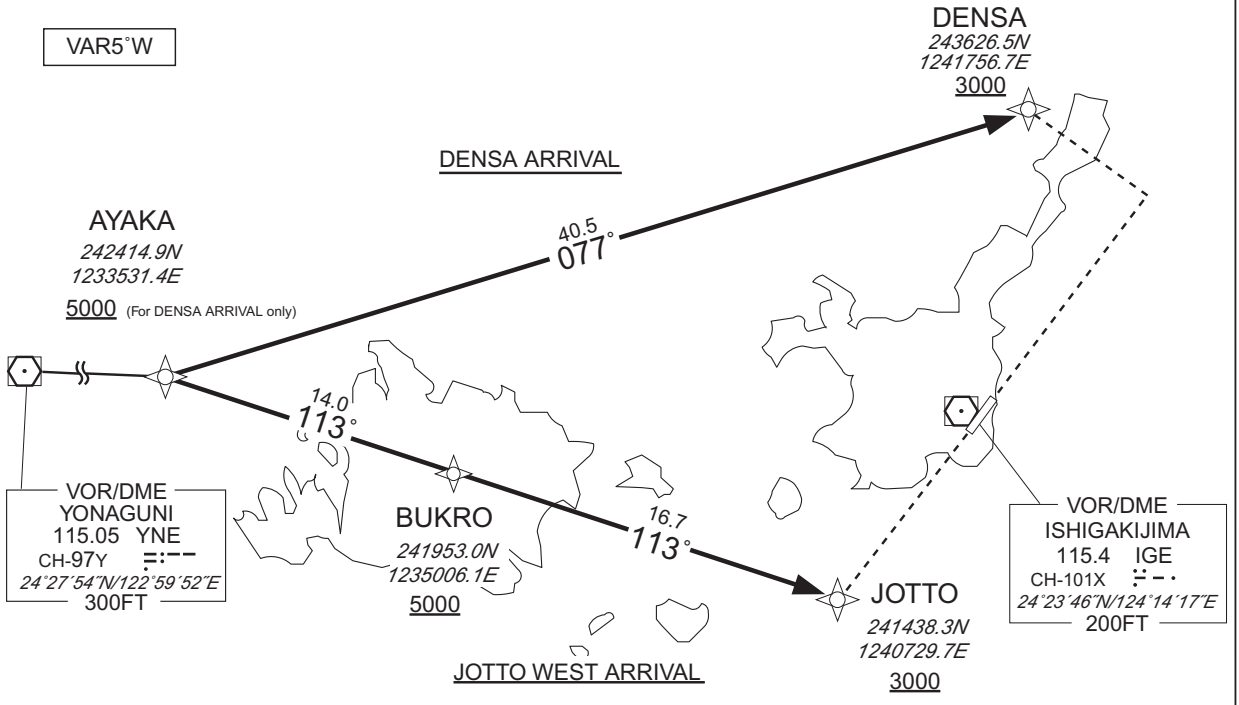 VAR5°W
DENSA
243626.5N
1241756.7E
3000
DENSA ARRIVAL
AYAKA
242414.9N
1233531.4E
5000 (For DENSA ARRIVAL only)
40.5
077°
14.0
113°
VOR/DME
YONAGUNI
115.05 YNE
CH-97Y
24°27´54˝N/122°59´52˝E
300FT
BUKRO
241953.0N
1235006.1E
5000
16.7
113°
JOTTO
241438.3N
1240729.7E
3000
VOR/DME
ISHIGAKIJIMA
115.4 IGE
CH-101X
24°23´46˝N/124°14´17˝E
200FT
JOTTO WEST ARRIVAL